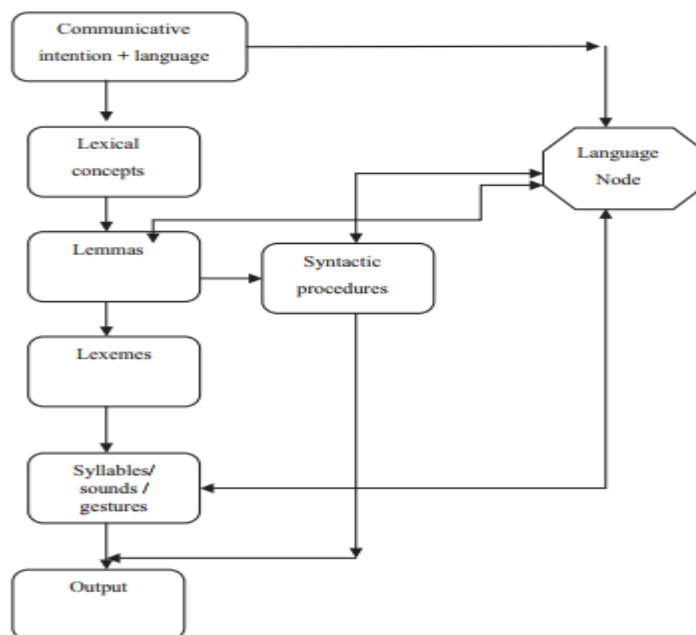 Communicative
intention + language
Lexical
concepts
Language
Node
Lemmas
Syntactic
procedures
Lexemes
Syllables/
sounds /
gestures
Output